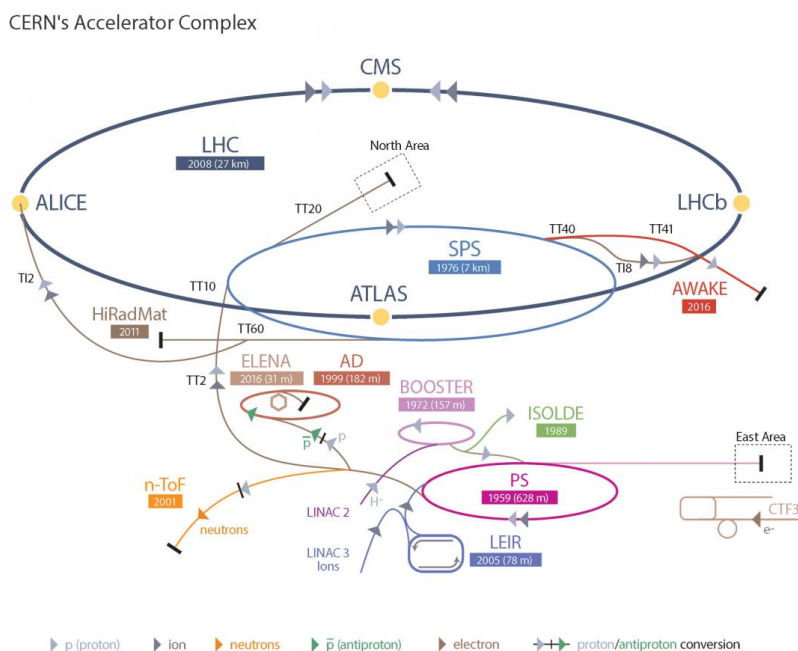 CERN's Accelerator Complex
CMS
LHC
2008 (27 km)
North Area
ALICE
TT20
LHCb
TT40
TT41
SPS
1976 (7 km)
TI2
TT10
TI8
ATLAS
AWAKE
2016
HiRadMat
2011
TT60
ELENA
2016 (31 m)
AD
1999 (182 m)
TT2
BOOSTER
1972 (157 m)
ISOLDE
1989
p̅
p
East Area
n-ToF
2001
PS
1959 (628 m)
H⁻
LINAC 2
CTF3
neutrons
e⁻
LINAC 3
Ions
LEIR
2005 (78 m)
p (proton)
ion
neutrons
p̅ (antiproton)
electron
proton/antiproton conversion